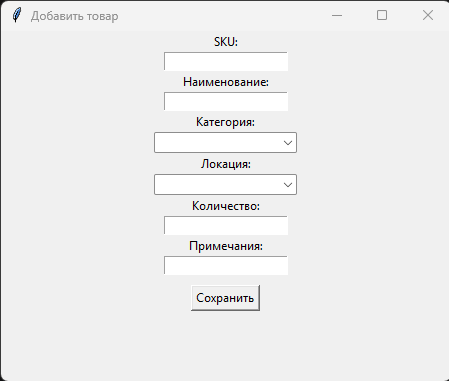 Добавить товар
SKU:
Наименование:
Категория:
Локация:
Количество:
Примечания:
Сохранить